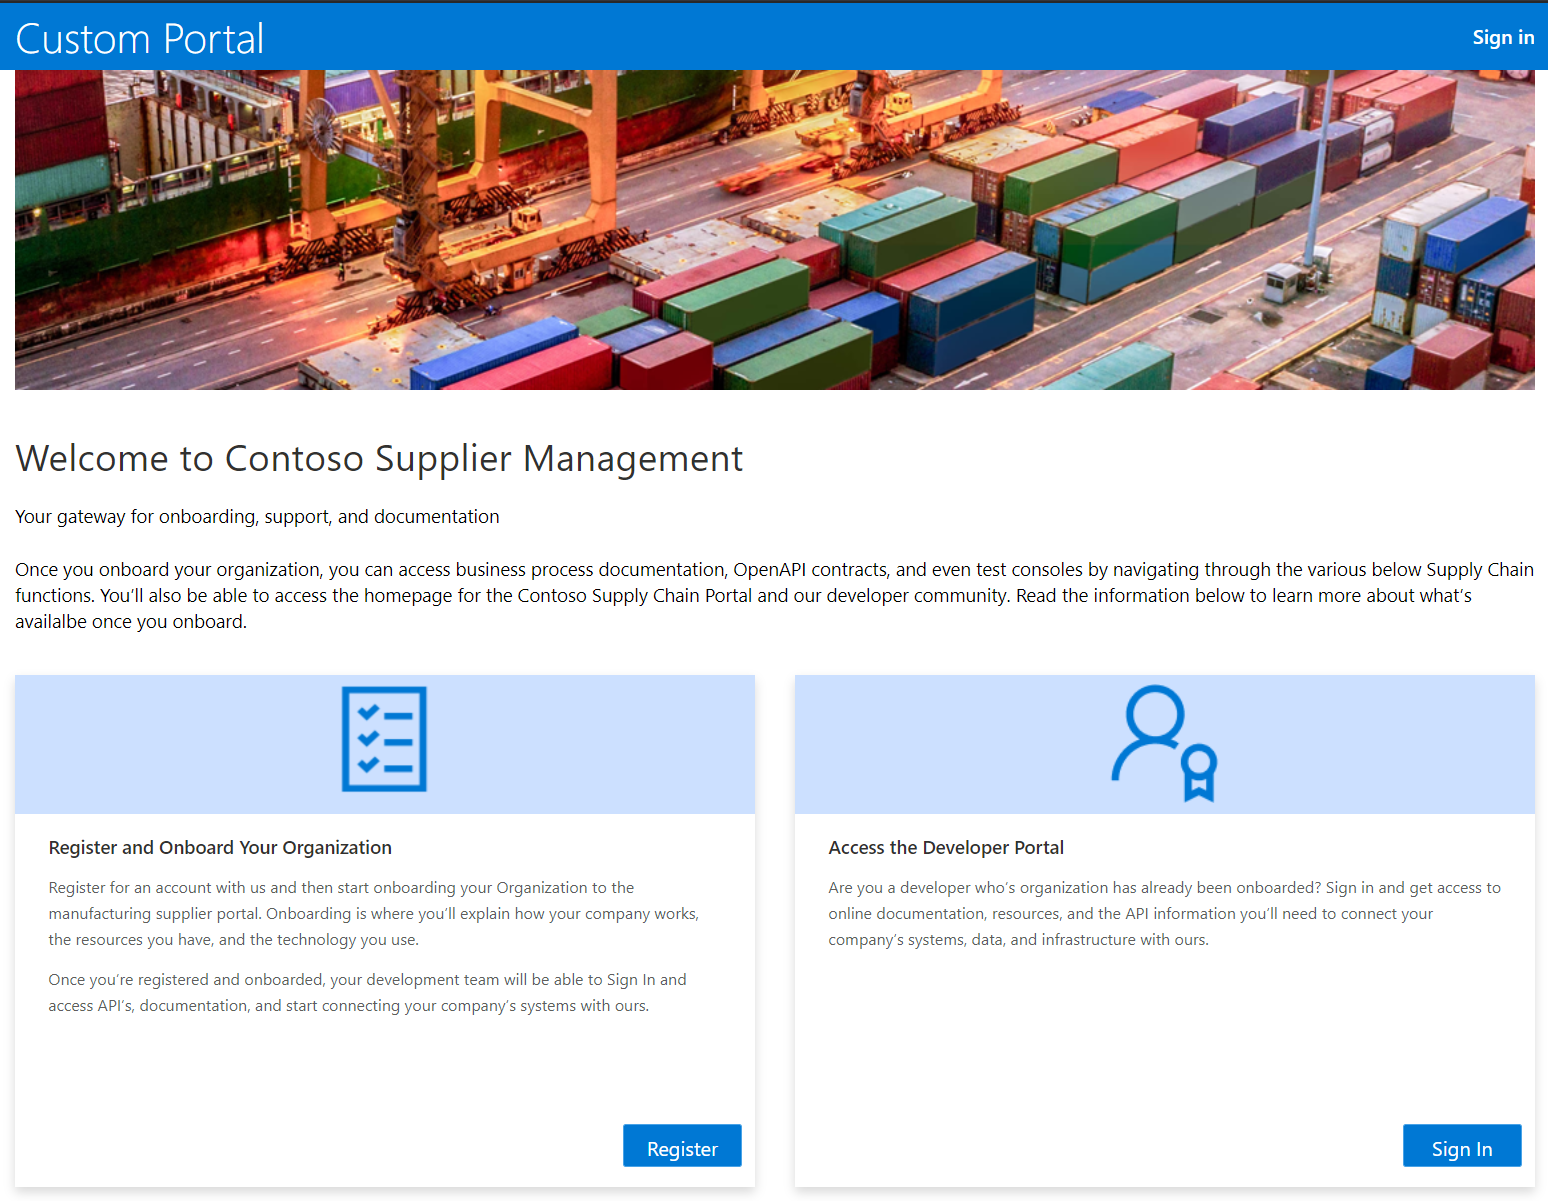 Custom Portal
Sign in
Welcome to Contoso Supplier Management
Your gateway for onboarding, support, and documentation
Once you onboard your organization, you can access business process documentation, OpenAPI contracts, and even test consoles by navigating through the various below Supply Chain
functions. You'll also be able to access the homepage for the Contoso Supply Chain Portal and our developer community. Read the information below to learn more about what's
availalbe once you onboard.
Register and Onboard Your Organization
Register for an account with us and then start onboarding your Organization to the
manufacturing supplier portal. Onboarding is where you'll explain how your company works,
the resources you have, and the technology you use.
Once you're registered and onboarded, your development team will be able to Sign In and
access API's, documentation, and start connecting your company's systems with ours.
Register
Access the Developer Portal
Are you a developer who's organization has already been onboarded? Sign in and get access to
online documentation, resources, and the API information you'll need to connect your
company's systems, data, and infrastructure with ours.
Sign In